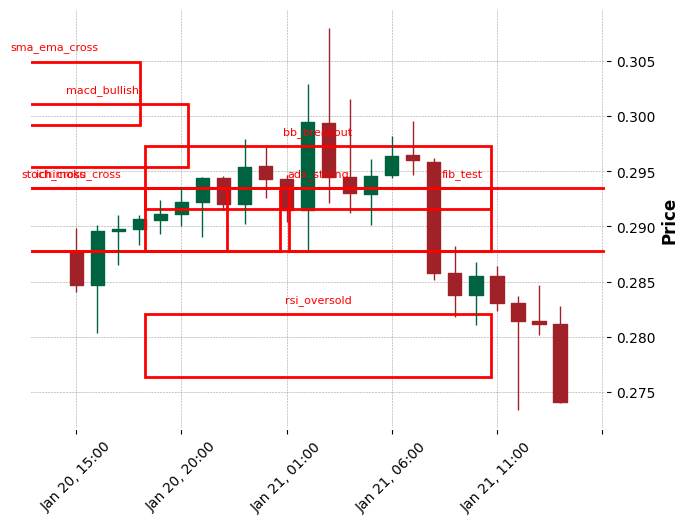 sma_ema_cross
macd_bullish
bb_breakout
adx_strong
fib_test
rsi_oversold
0.305
0.300
0.295
0.290
0.285
0.280
0.275
Price
Jan 20, 15:00
Jan 20, 20:00
Jan 21, 01:00
Jan 21, 06:00
Jan 21, 11:00